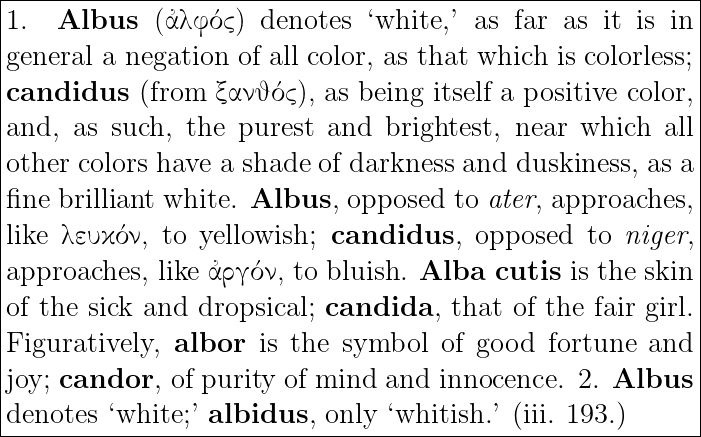 1. Albus (ἀλφός) denotes ‘white,’ as far as it is in
general a negation of all color, as that which is colorless;
candidus (from ξανϑός), as being itself a positive color,
and, as such, the purest and brightest, near which all
other colors have a shade of darkness and duskiness, as a
fine brilliant white. Albus, opposed to ater, approaches,
like λευκόν, to yellowish; candidus, opposed to niger,
approaches, like ἀργόν, to bluish. Alba cutis is the skin
of the sick and dropsical; candida, that of the fair girl.
Figuratively, albor is the symbol of good fortune and
joy; candor, of purity of mind and innocence. 2. Albus
denotes ‘white;’ albidus, only ‘whitish.’ (iii. 193.)